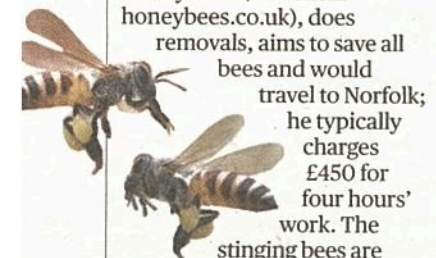 honeybees.co.uk), does
removals, aims to save all
bees and would
travel to Norfolk;
he typically
charges
£450 for
four hours'
work. The
stinging bees are